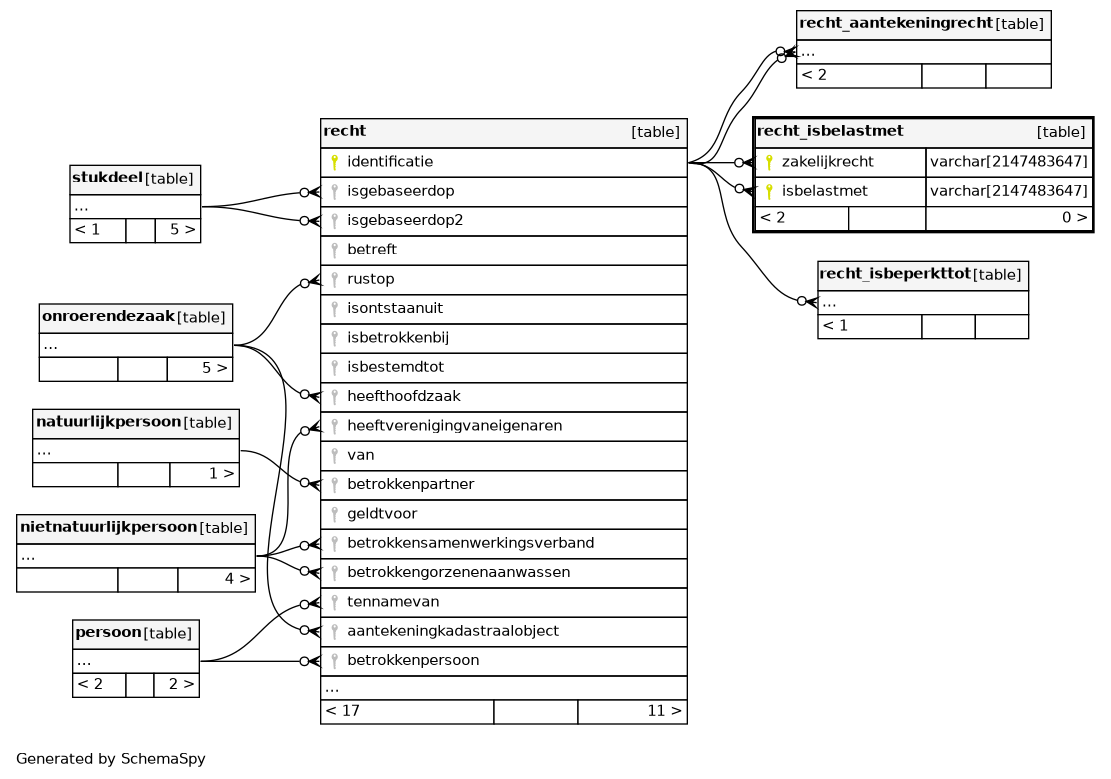 recht_aantekeningrecht [table]
...
< 2
recht_isbelastmet [table]
zakelijkrecht varchar[2147483647]
isbelastmet varchar[2147483647]
< 2 0 >
recht_isbeperkttot [table]
...
< 1
recht [table]
identificatie
isgebaseerdop
isgebaseerdop2
betreft
rustop
isontstaanuit
isbetrokkenbij
isbestemdtot
heefthoofdzaak
heeftverenigingvaneigenaren
van
betrokkenpartner
geldtvoor
betrokkensamenwerkingsverband
betrokkengorzenenaanwassen
tennamevan
aantekeningkadastraalobject
betrokkenpersoon
...
< 17 11 >
stukdeel [table]
...
< 1 5 >
onroerendezaak [table]
...
5 >
natuurlijkpersoon [table]
...
1 >
nietnatuurlijkpersoon [table]
...
4 >
persoon [table]
...
< 2 2 >
Generated by SchemaSpy